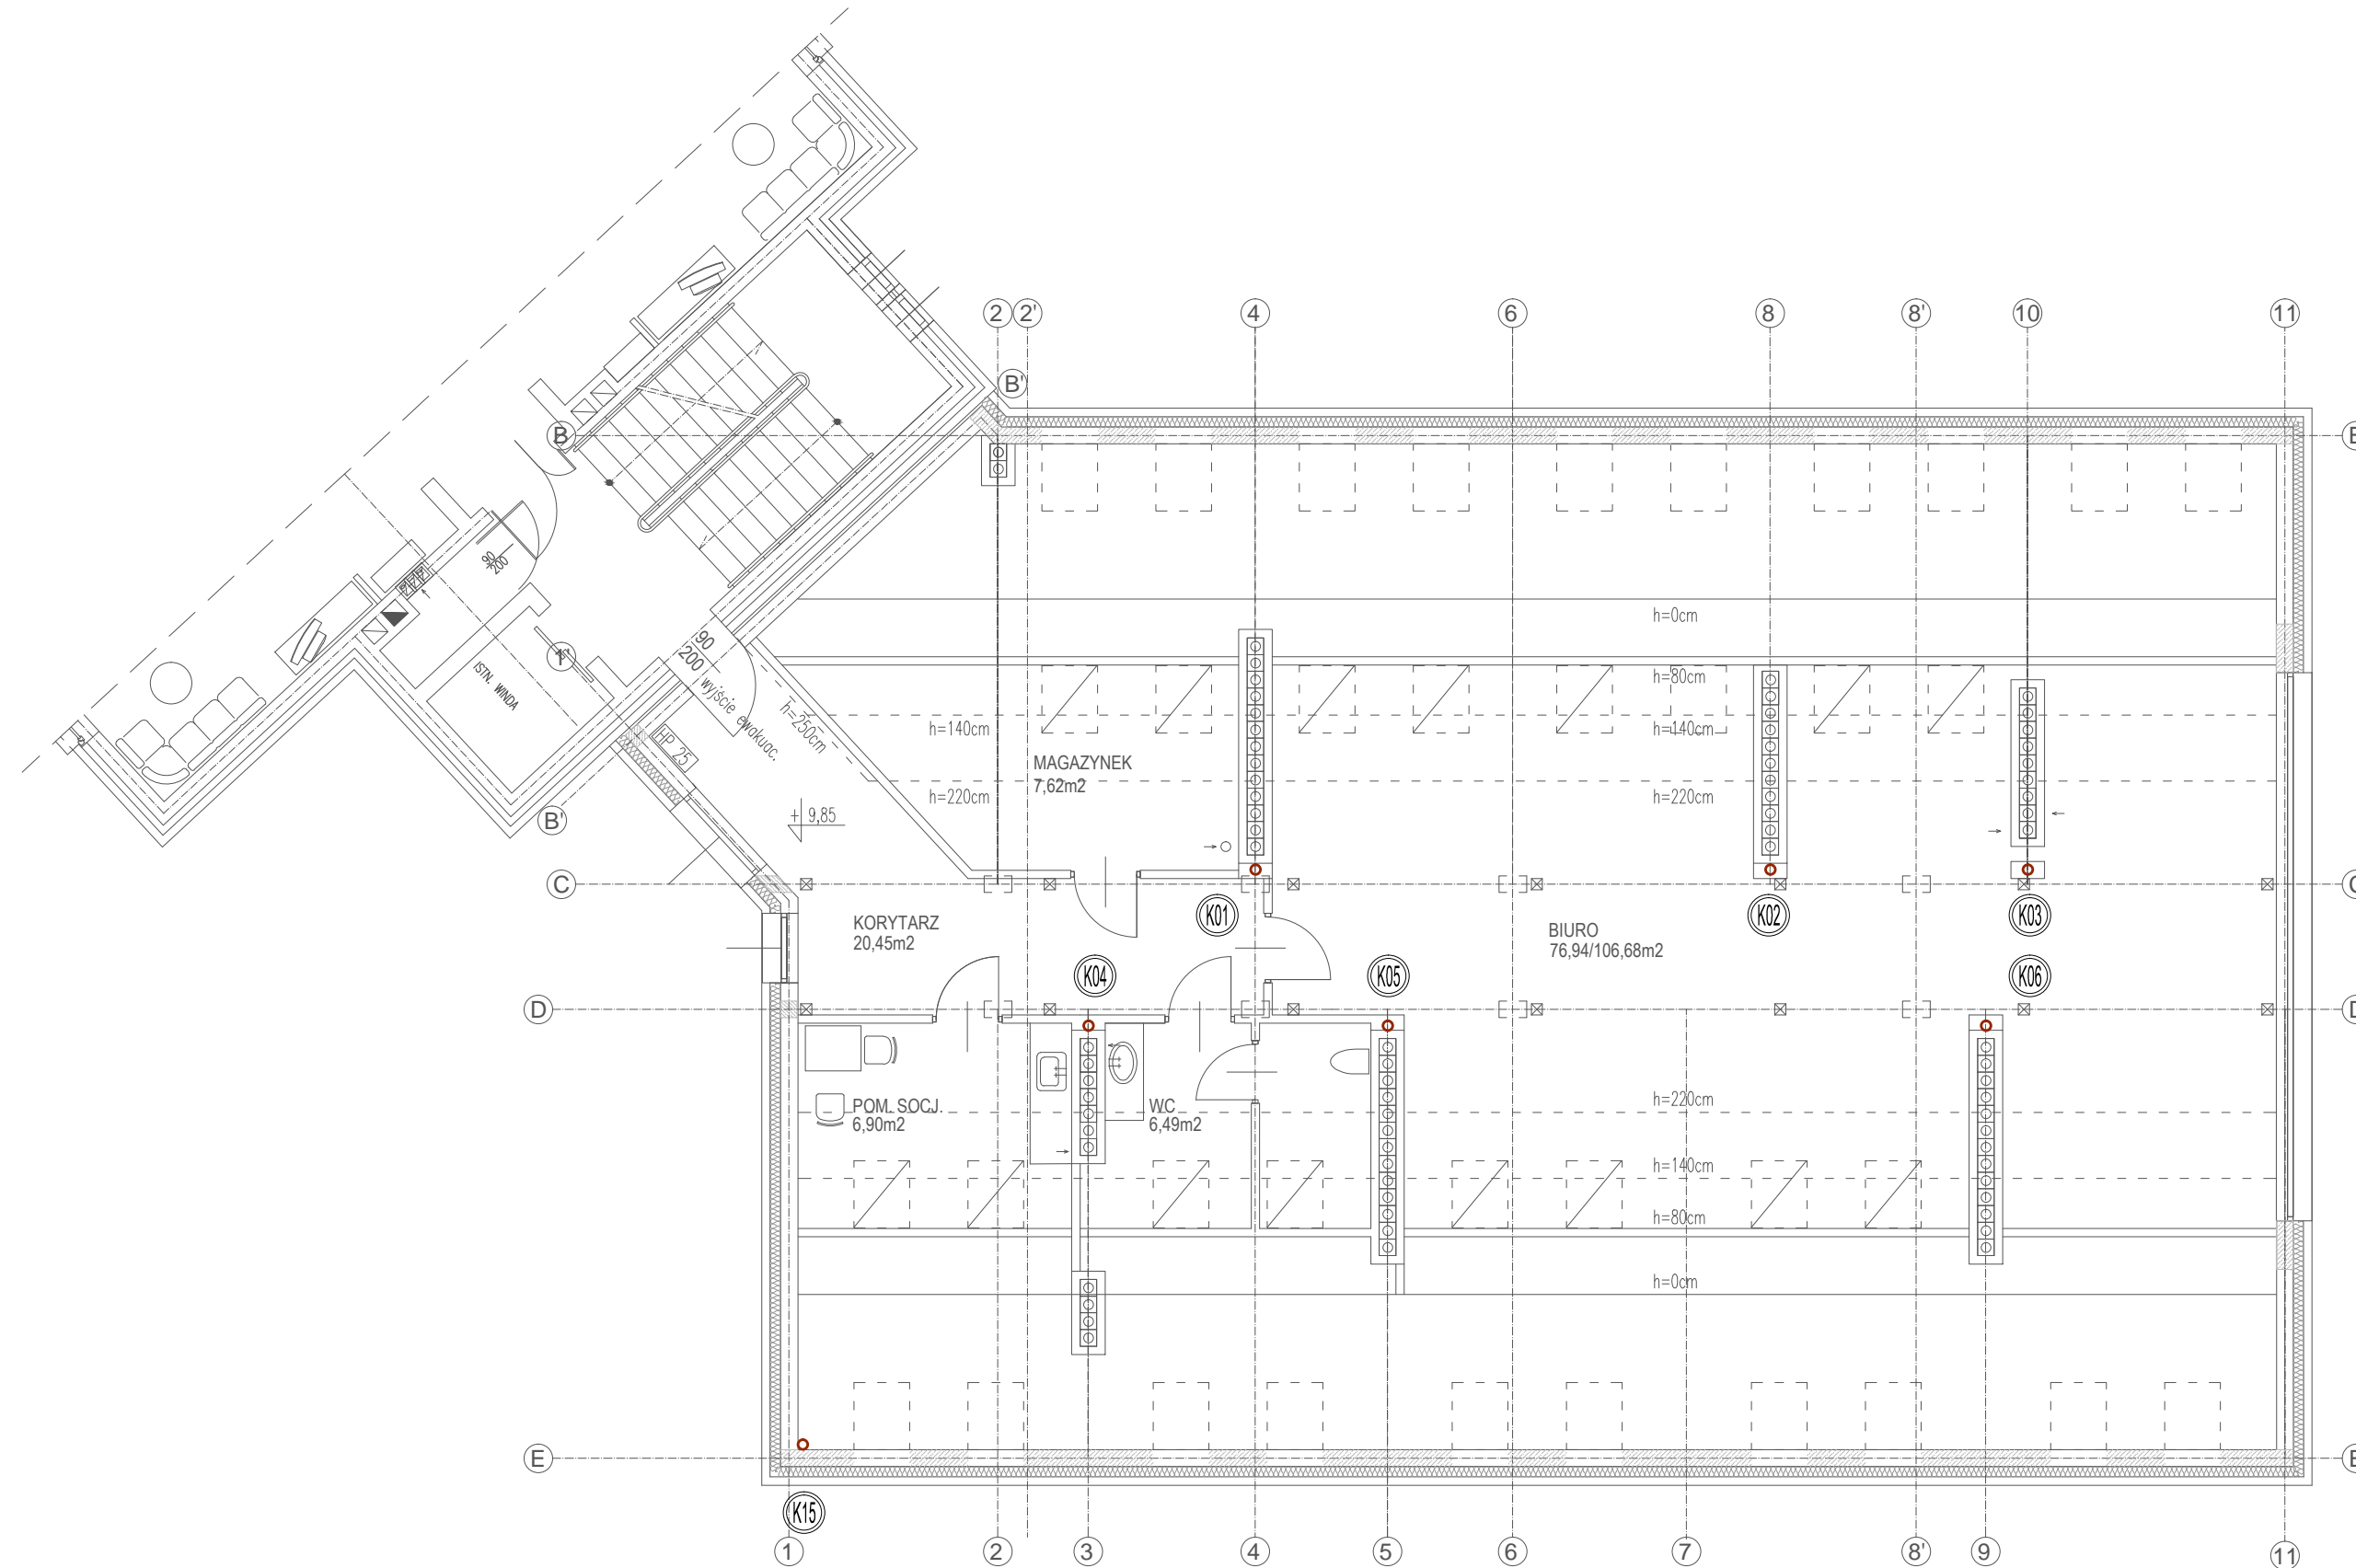 2
2'
4
6
8
8'
10
11
B'
B
h=0cm
90
200
90
200
wyjście ewakuac.
1'
ISTN. WINDA
h=250cm
h=80cm
h=140cm
h=140cm
HP 25
MAGAZYNEK
7,62m2
h=220cm
h=220cm
+ 9,85
B'
C
K01
K02
K03
KORYTARZ
20,45m2
BIURO
76,94/106,68m2
K04
K05
K06
D
POM. SOCJ.
6,90m2
WC
6,49m2
h=220cm
h=140cm
h=80cm
h=0cm
E
K15
1
2
3
4
5
6
7
8'
9
11